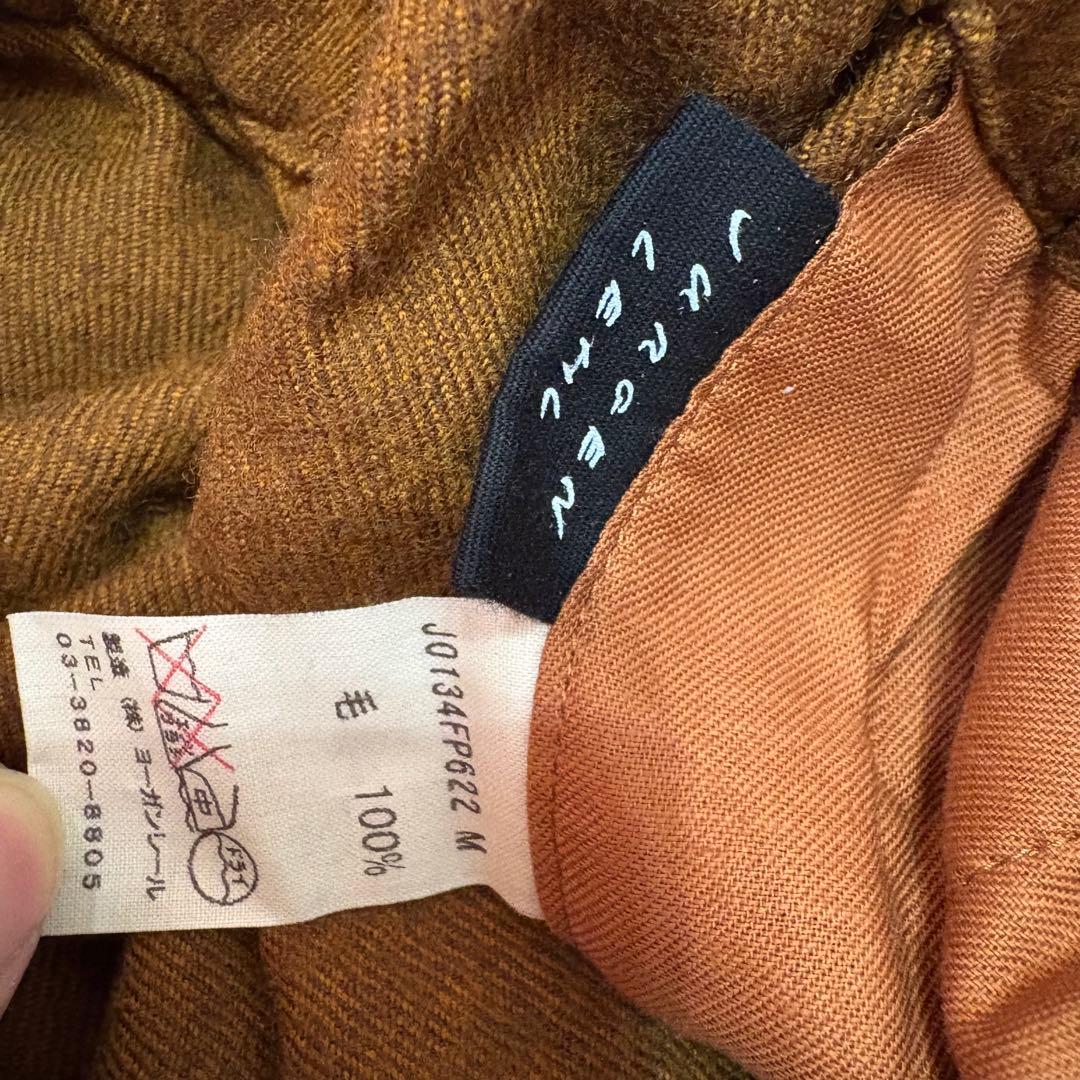 JURGEN
LEHL
J0134FP622 M
毛 100%
中
ドライ
製造 (株) ヨーガンレール
TEL
03-3820-8805